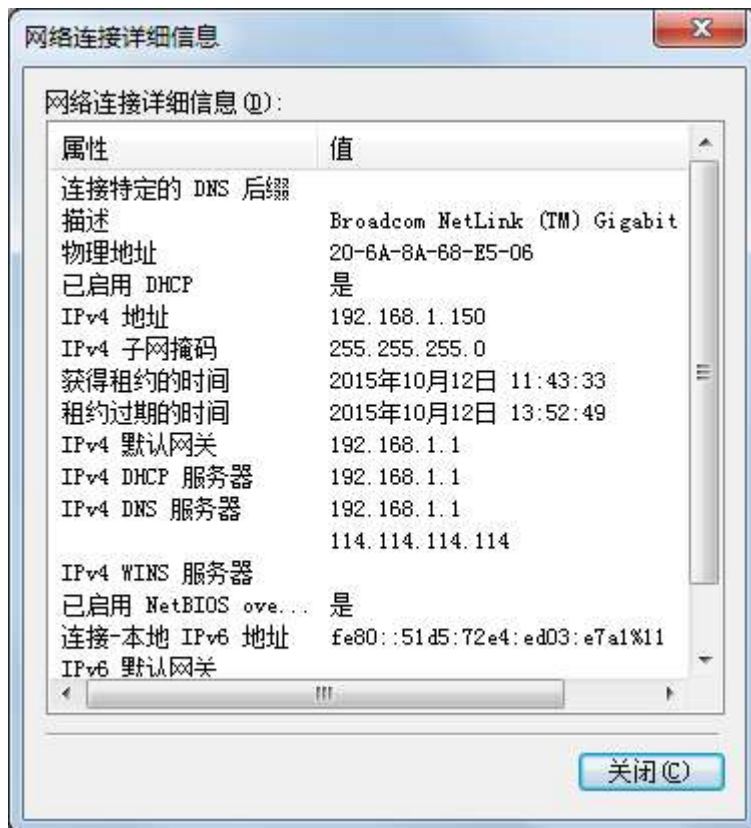 网络连接详细信息
网络连接详细信息(D):
属性 值
连接特定的 DNS 后缀
描述 Broadcom NetLink (TM) Gigabit
物理地址 20-6A-8A-68-E5-06
已启用 DHCP 是
IPv4 地址 192.168.1.150
IPv4 子网掩码 255.255.255.0
获得租约的时间 2015年10月12日 11:43:33
租约过期的时间 2015年10月12日 13:52:49
IPv4 默认网关 192.168.1.1
IPv4 DHCP 服务器 192.168.1.1
IPv4 DNS 服务器 192.168.1.1
114.114.114.114
IPv4 WINS 服务器
已启用 NetBIOS ove... 是
连接-本地 IPv6 地址 fe80::51d5:72e4:ed03:e7a1%11
IPv6 默认网关
关闭(C)